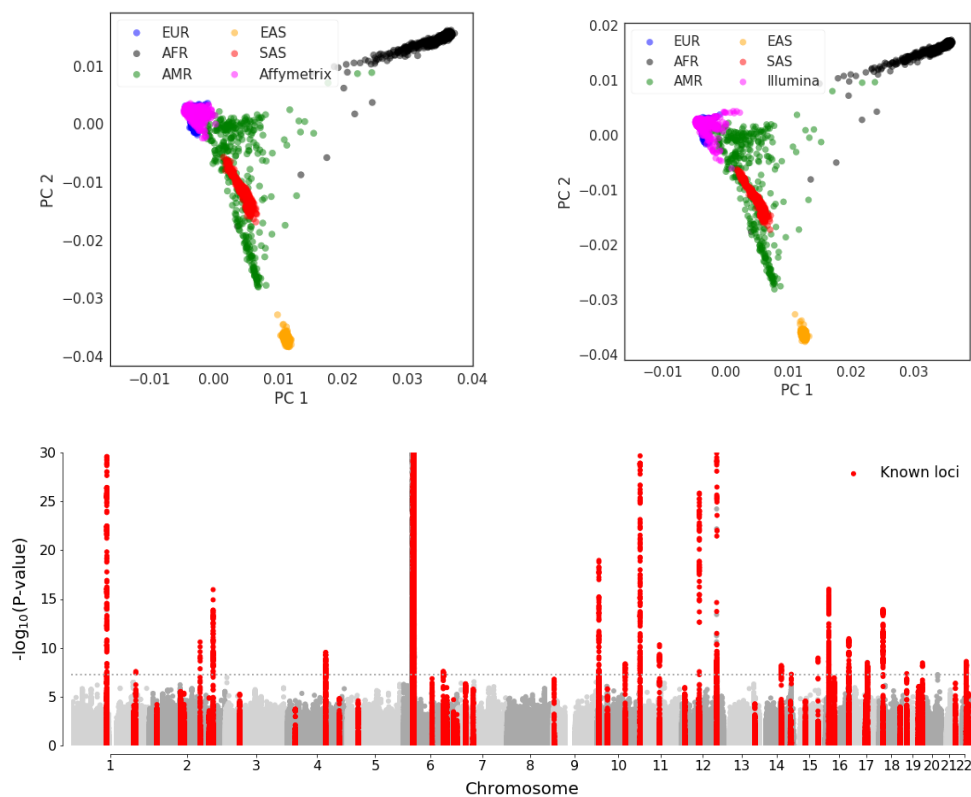 EUR EAS
AFR SAS
AMR Affymetrix
0.01
0.00
−0.01
−0.02
−0.03
−0.04
PC 2
−0.01 0.00 0.01 0.02 0.03 0.04
PC 1
EUR EAS
AFR SAS
AMR Illumina
0.02
0.01
0.00
−0.01
−0.02
−0.03
−0.04
PC 2
−0.01 0.00 0.01 0.02 0.03
PC 1
Known loci
30
25
20
15
10
5
0
-log10(P-value)
1 2 3 4 5 6 7 8 9 10 11 12 13 14 15 16 17 18 19 20 21 22
Chromosome